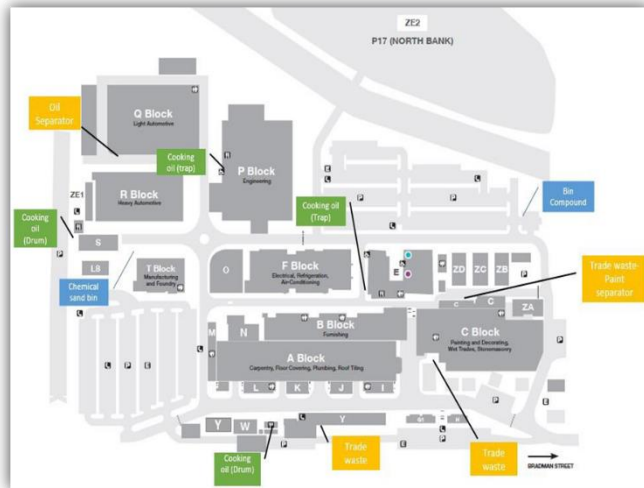 ZE2
P17 (NORTH BANK)
Q Block
Light Automotive
Oil
Separator
Cooking
oil (trap)
P Block
Engineering
ZE1
R Block
Heavy Automotive
Cooking
oil (Trap)
Bin
Compound
Cooking
oil
(Drum)
S
LS
Chemical
sand bin
T Block
Manufacturing
and Foundry
O
F Block
Electrical, Refrigeration,
Air-Conditioning
E
ZD
ZC
ZB
Trade waste-
Paint
separator
C
G
ZA
M
N
B Block
Furnishing
A Block
Carpentry, Floor Covering, Plumbing, Roof Tiling
C Block
Painting and Decorating,
Wet Trades, Stonemasonry
L
K
J
I
Y
W
Y
Cooking
oil (Drum)
Trade
waste
Trade
waste
BRADMAN STREET